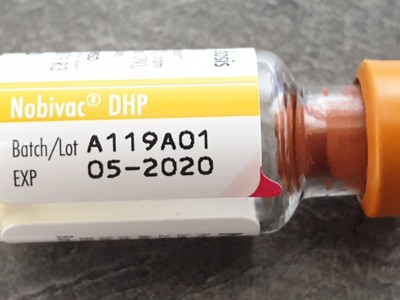 Nobivac® DHP
Batch/Lot A119A01
EXP 05-2020